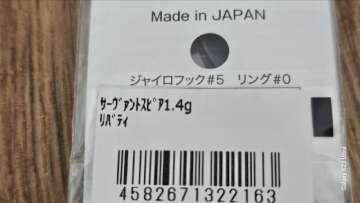 Made in JAPAN
ジャイロフック#5 リング#0
ｻｰｳﾞｧﾝﾄｽﾋﾟｱ1.4g
ﾘﾊﾞﾃｨ
4582671322163